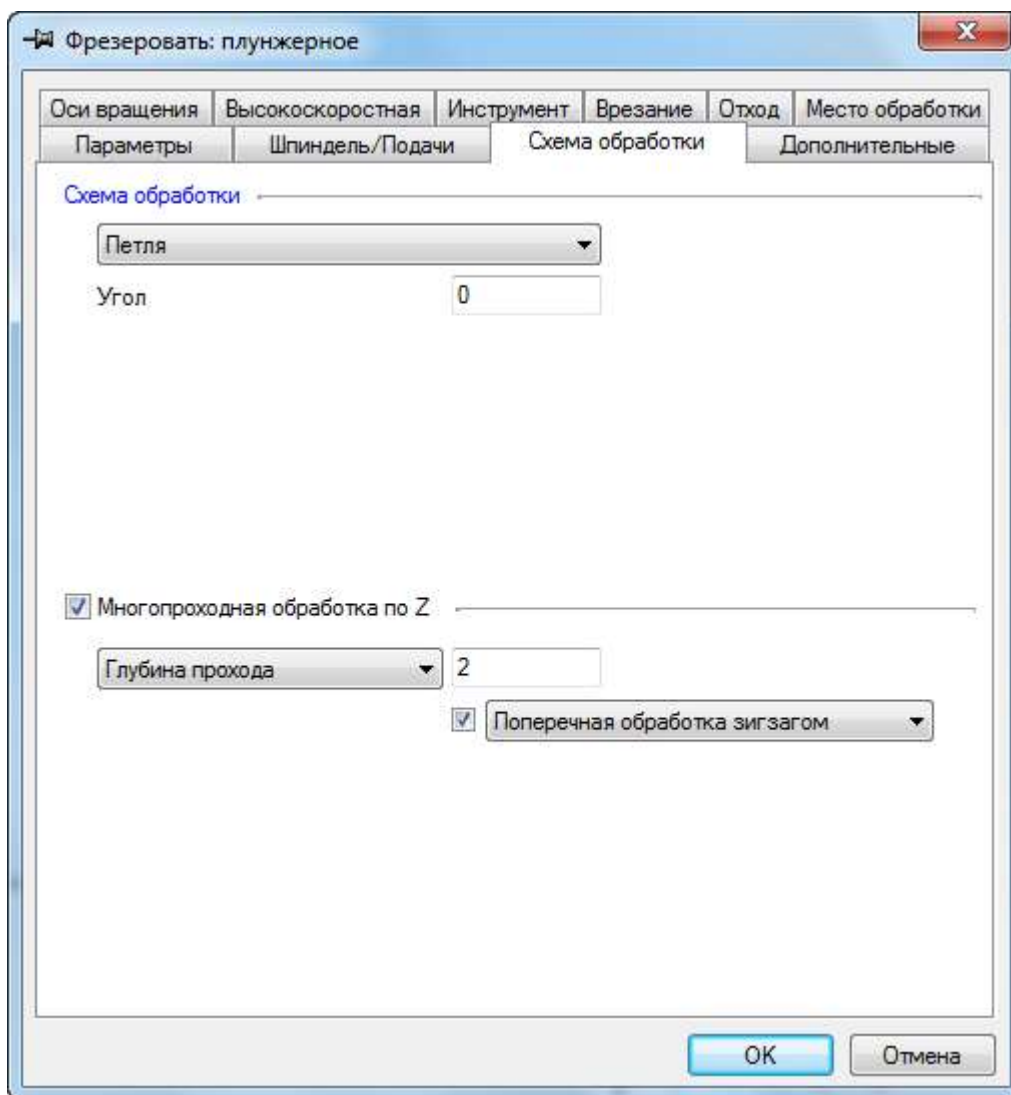 Фрезеровать: плунжерное
Оси вращения Высокоскоростная Инструмент Врезание Отход Место обработки
Параметры Шпиндель/Подачи Схема обработки Дополнительные
Схема обработки
Петля
Угол 0
Многопроходная обработка по Z
Глубина прохода 2
Поперечная обработка зигзагом
OK Отмена